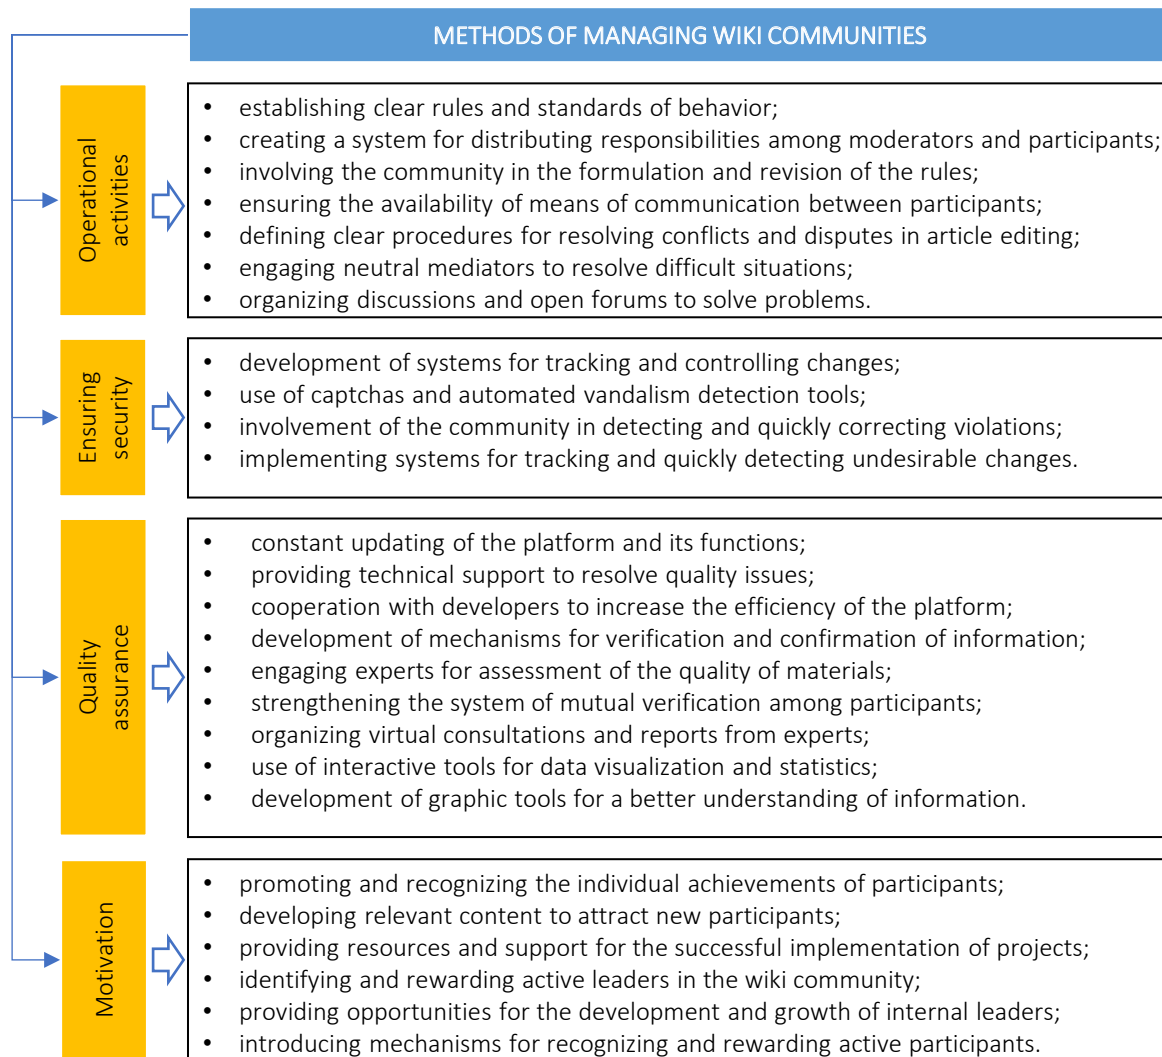 METHODS OF MANAGING WIKI COMMUNITIES
Operational
activities
• establishing clear rules and standards of behavior;
• creating a system for distributing responsibilities among moderators and participants;
• involving the community in the formulation and revision of the rules;
• ensuring the availability of means of communication between participants;
• defining clear procedures for resolving conflicts and disputes in article editing;
• engaging neutral mediators to resolve difficult situations;
• organizing discussions and open forums to solve problems.
Ensuring
security
• development of systems for tracking and controlling changes;
• use of captchas and automated vandalism detection tools;
• involvement of the community in detecting and quickly correcting violations;
• implementing systems for tracking and quickly detecting undesirable changes.
Quality
assurance
• constant updating of the platform and its functions;
• providing technical support to resolve quality issues;
• cooperation with developers to increase the efficiency of the platform;
• development of mechanisms for verification and confirmation of information;
• engaging experts for assessment of the quality of materials;
• strengthening the system of mutual verification among participants;
• organizing virtual consultations and reports from experts;
• use of interactive tools for data visualization and statistics;
• development of graphic tools for a better understanding of information.
Motivation
• promoting and recognizing the individual achievements of participants;
• developing relevant content to attract new participants;
• providing resources and support for the successful implementation of projects;
• identifying and rewarding active leaders in the wiki community;
• providing opportunities for the development and growth of internal leaders;
• introducing mechanisms for recognizing and rewarding active participants.